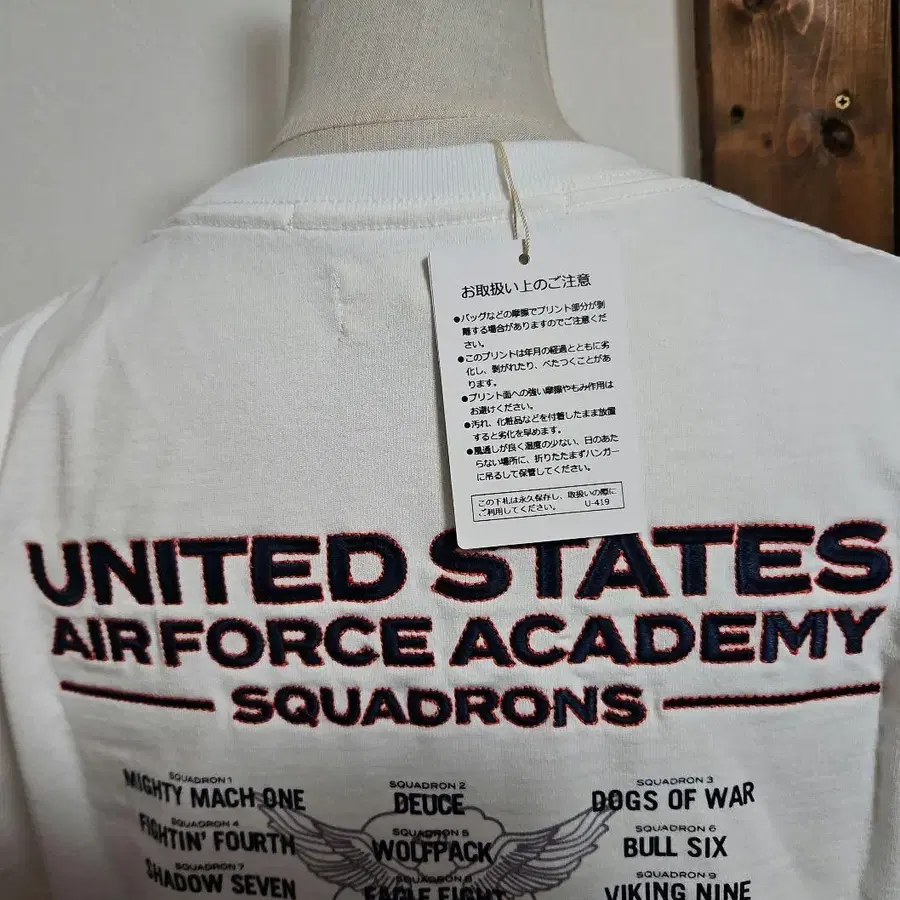 お取扱い上のご注意
●バッグなどの摩擦でプリント部分が剥
離する場合がありますのでご注意くだ
さい。
●このプリントは年月の経過とともに劣
化し、剥がれたり、べたつくことがあ
ります。
●プリント面への強い摩擦やもみ作用は
お避けください。
●汚れ、化粧品などを付着したまま放置
すると劣化を早めます。
●風通しが良く湿度の少ない、日のあた
らない場所に、折りたたまずハンガー
に吊るして保管してください。
この下札は永久保存し、取扱いの際に
ご利用してください。 U-419
UNITED STATES
AIR FORCE ACADEMY
SQUADRONS
SQUADRON 1 SQUADRON 2 SQUADRON 3
MIGHTY MACH ONE DEUCE DOGS OF WAR
SQUADRON 4 SQUADRON 5 SQUADRON 6
FIGHTIN' FOURTH WOLFPACK BULL SIX
SQUADRON 7 SQUADRON 8 SQUADRON 9
SHADOW SEVEN EAGLE EIGHT VIKING NINE